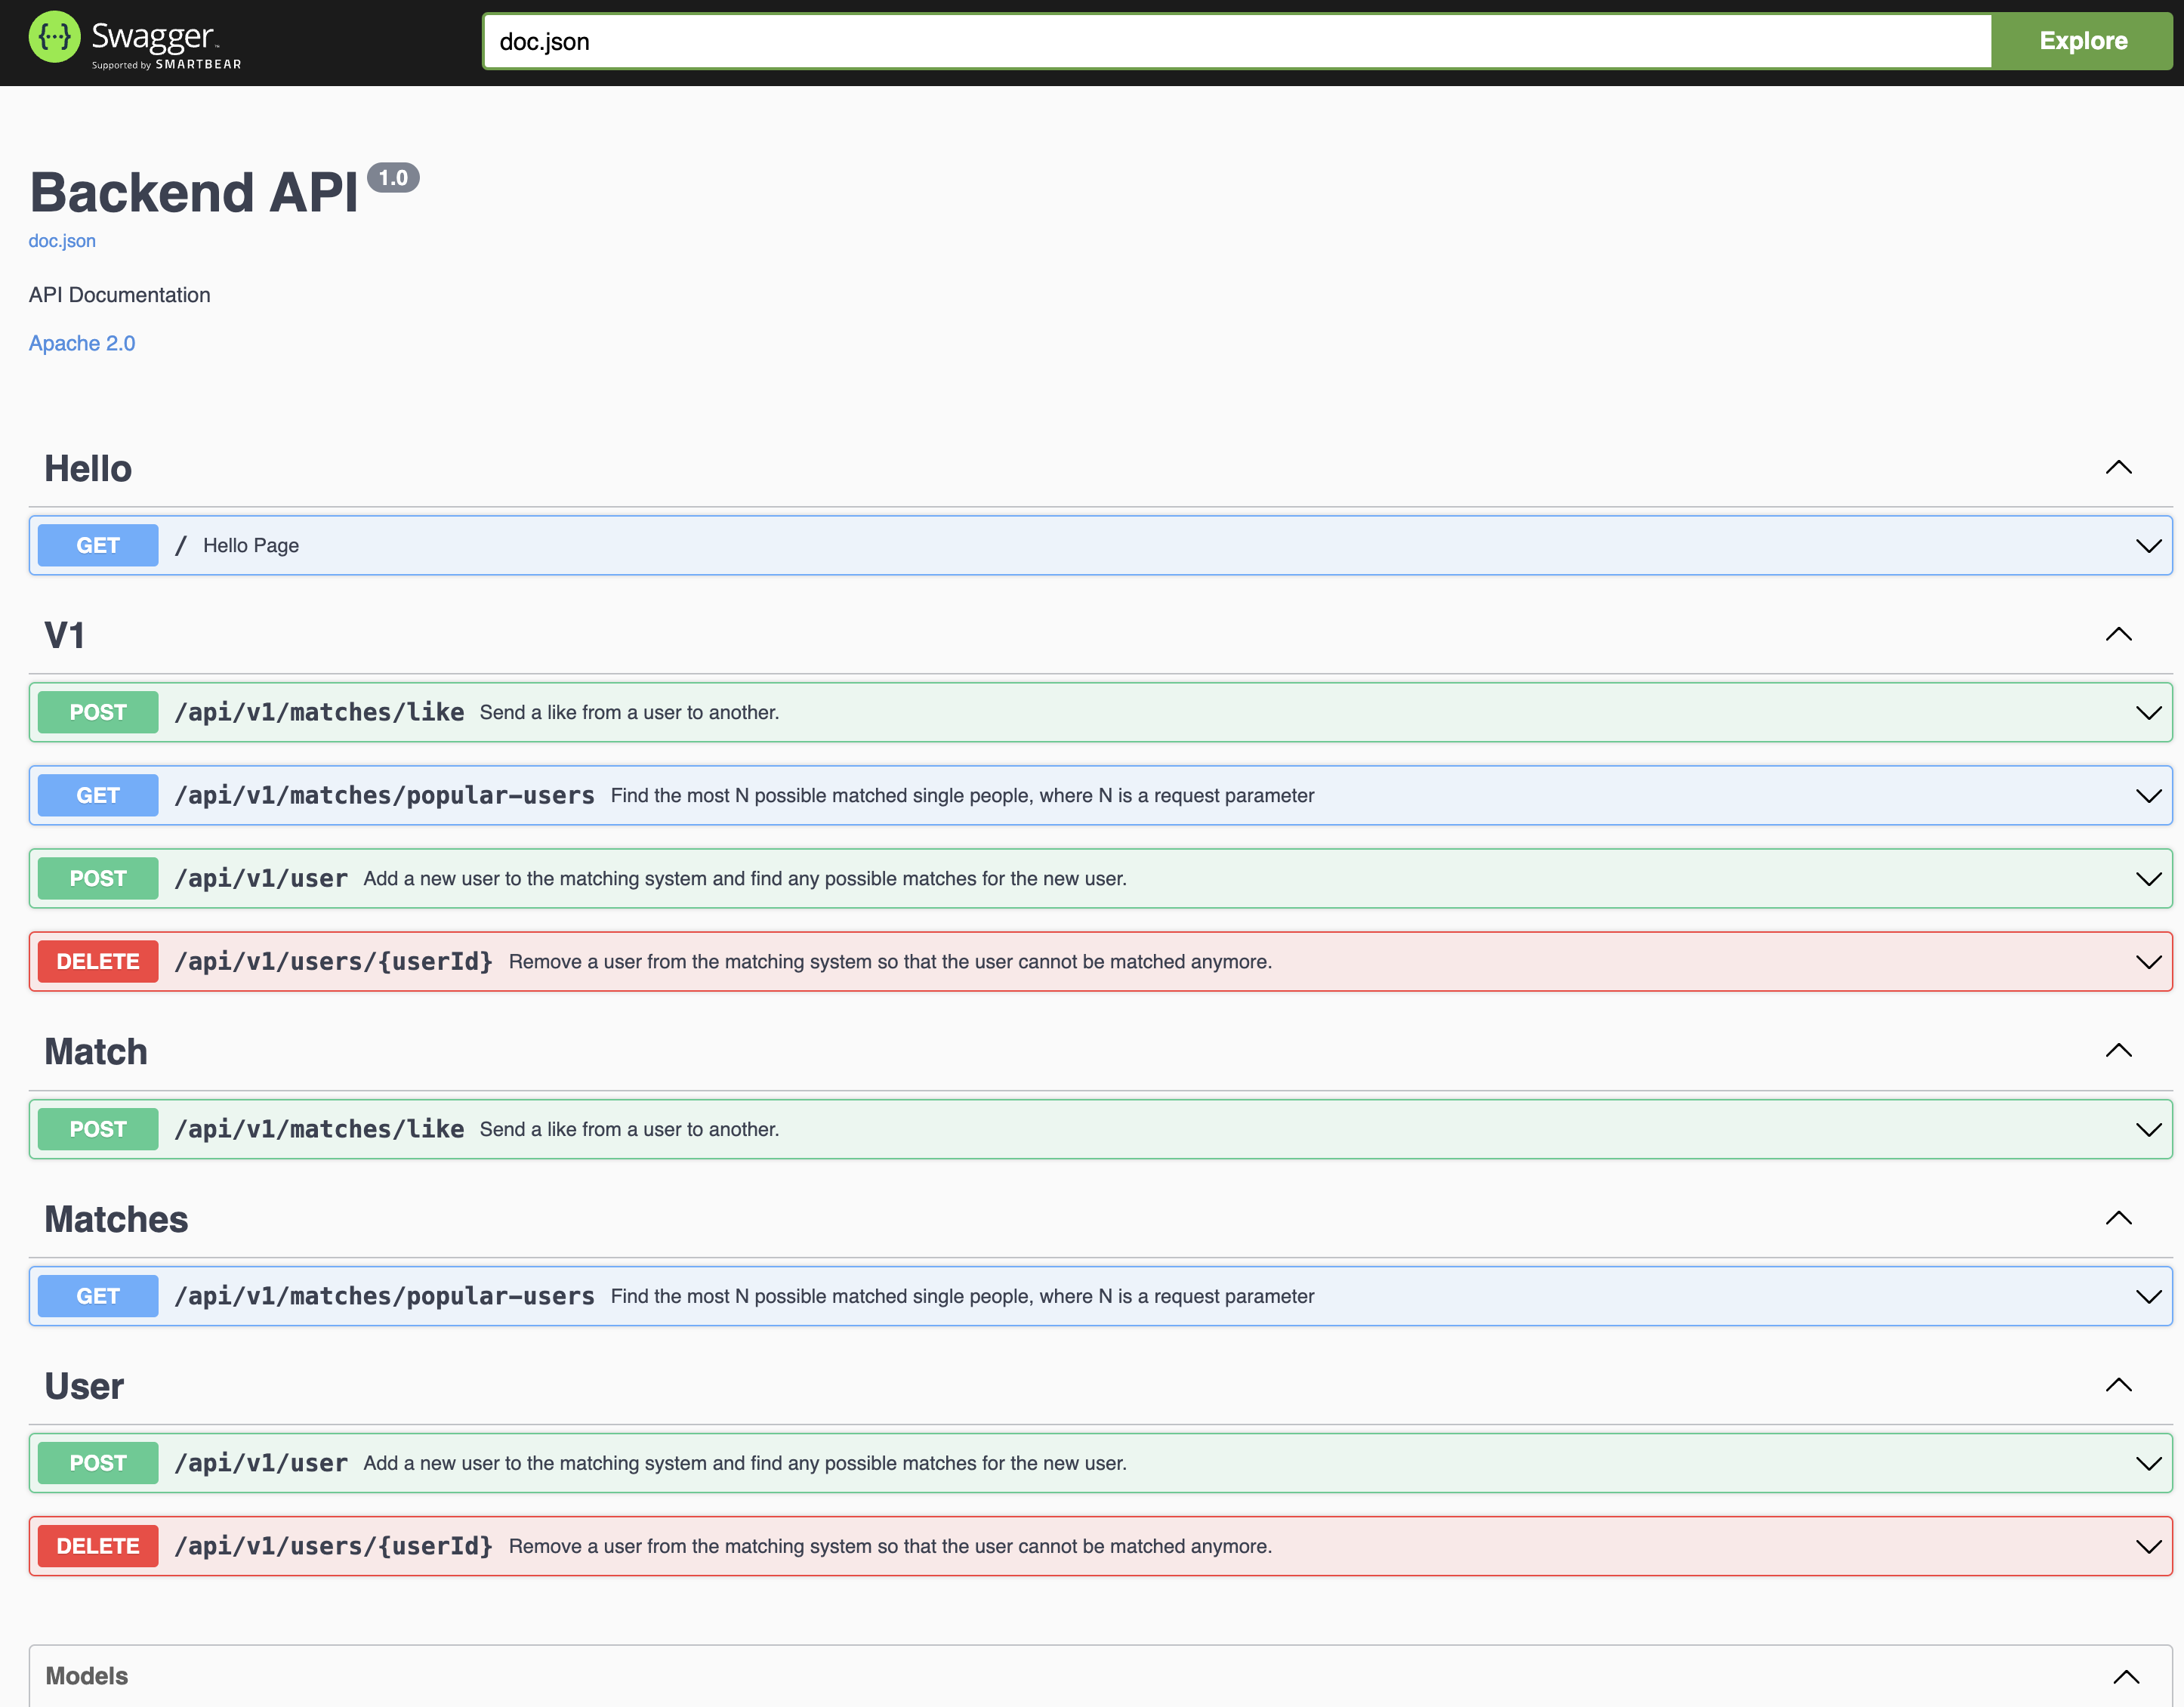 {···} Swagger™
Supported by SMARTBEAR
doc.json
Explore
Backend API 1.0
doc.json
API Documentation
Apache 2.0
Hello
GET / Hello Page
V1
POST /api/v1/matches/like Send a like from a user to another.
GET /api/v1/matches/popular-users Find the most N possible matched single people, where N is a request parameter
POST /api/v1/user Add a new user to the matching system and find any possible matches for the new user.
DELETE /api/v1/users/{userId} Remove a user from the matching system so that the user cannot be matched anymore.
Match
POST /api/v1/matches/like Send a like from a user to another.
Matches
GET /api/v1/matches/popular-users Find the most N possible matched single people, where N is a request parameter
User
POST /api/v1/user Add a new user to the matching system and find any possible matches for the new user.
DELETE /api/v1/users/{userId} Remove a user from the matching system so that the user cannot be matched anymore.
Models